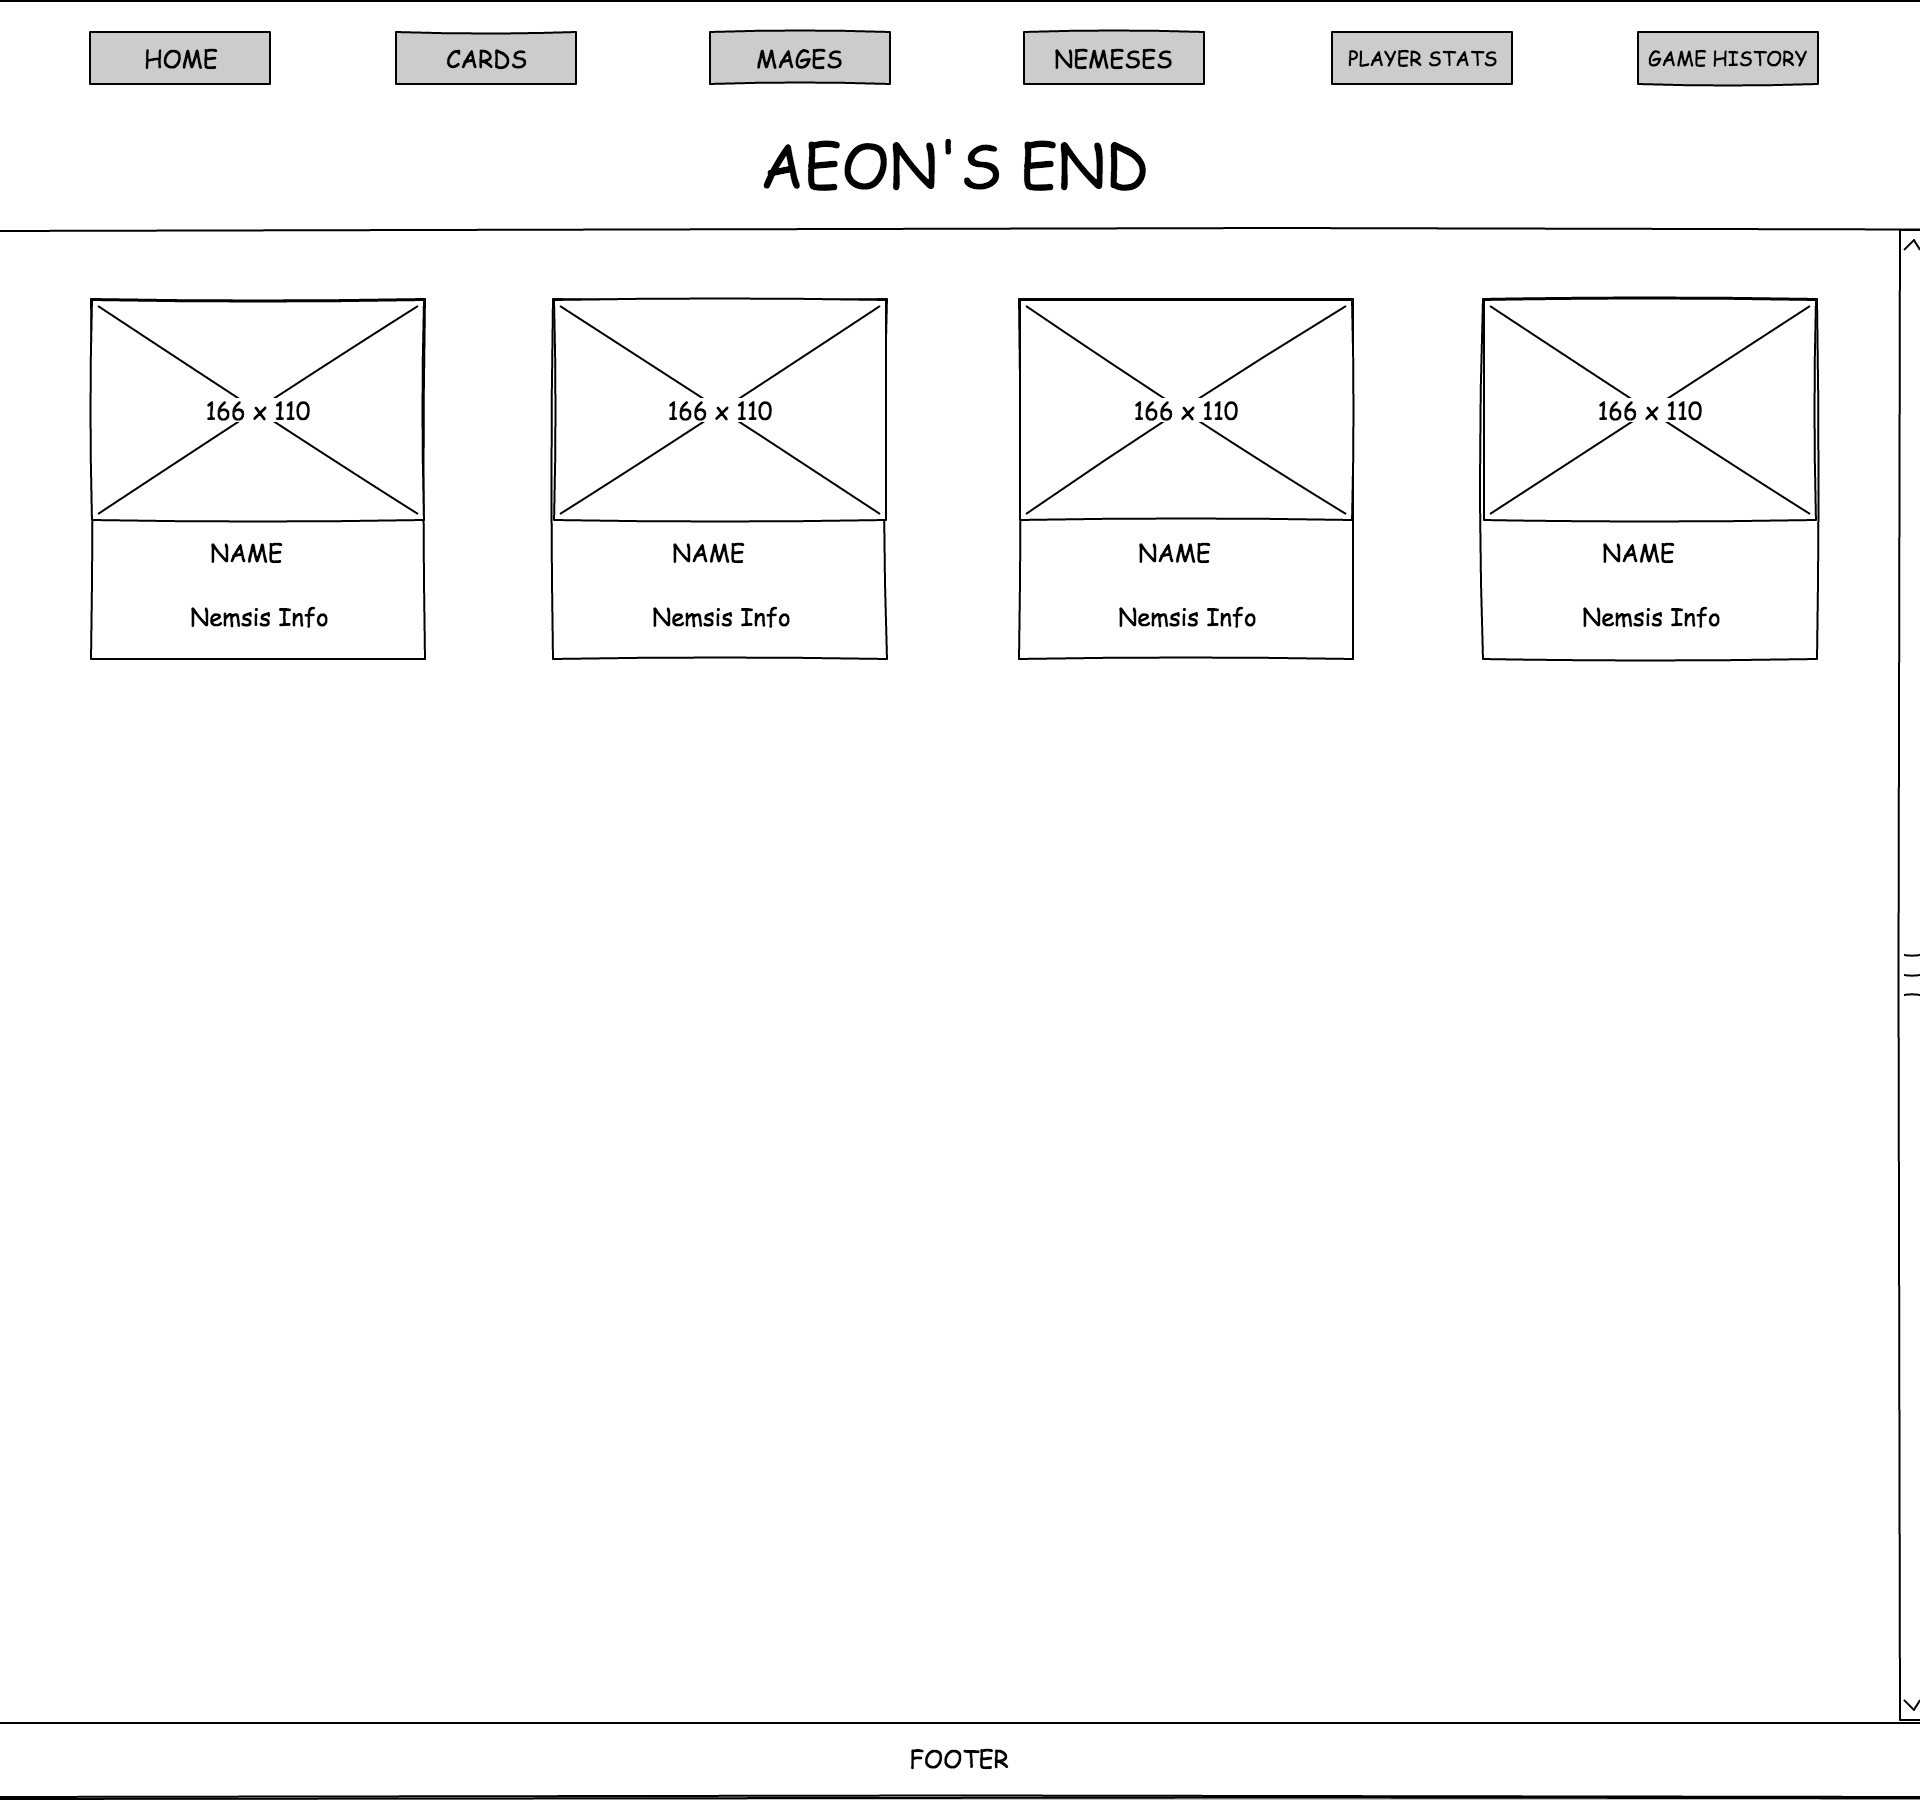 HOME CARDS MAGES NEMESES PLAYER STATS GAME HISTORY
AEON'S END
166 x 110 166 x 110 166 x 110 166 x 110
NAME NAME NAME NAME
Nemsis Info Nemsis Info Nemsis Info Nemsis Info
FOOTER